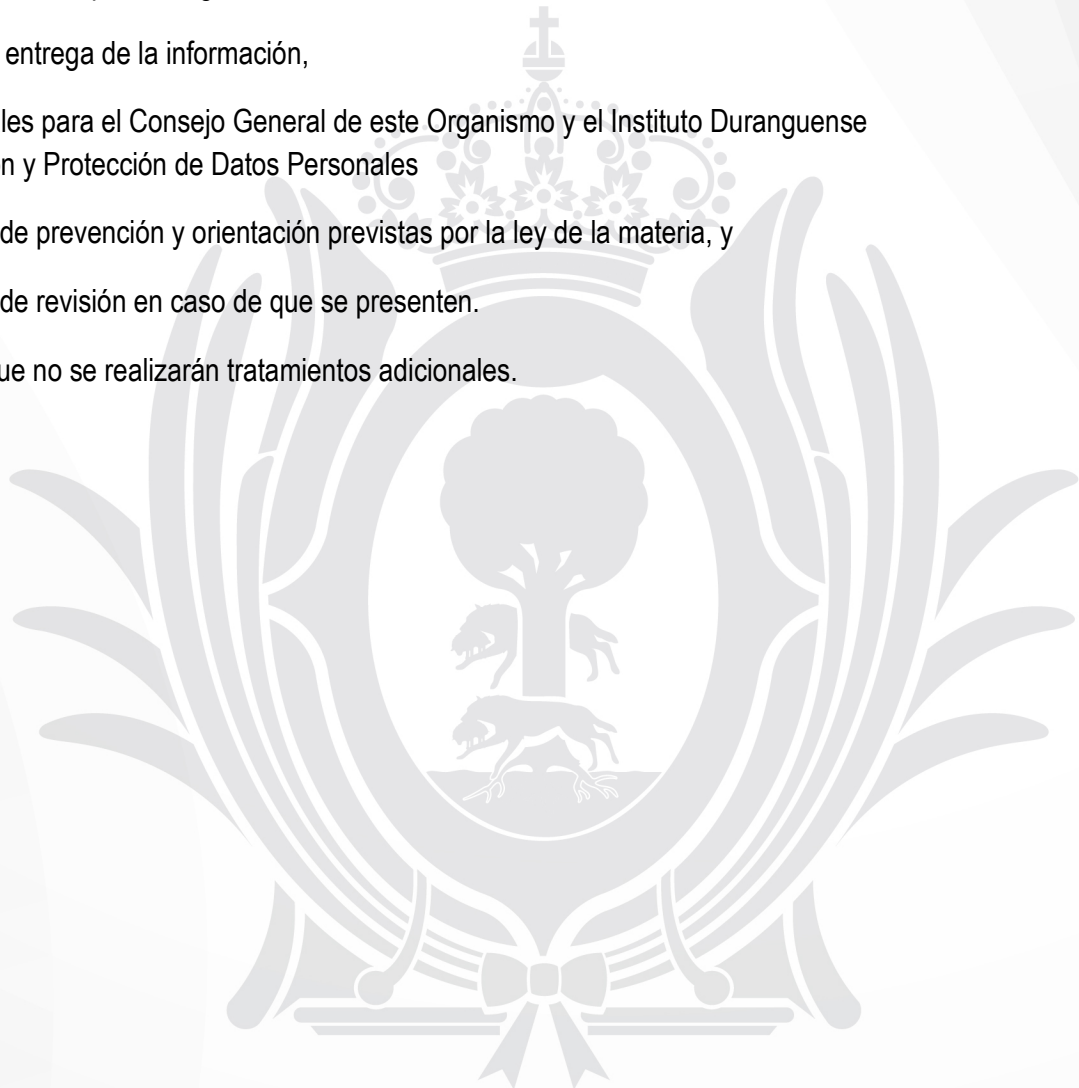 entrega de la información,
les para el Consejo General de este Organismo y el Instituto Duranguense
n y Protección de Datos Personales
de prevención y orientación previstas por la ley de la materia, y
de revisión en caso de que se presenten.
ue no se realizarán tratamientos adicionales.